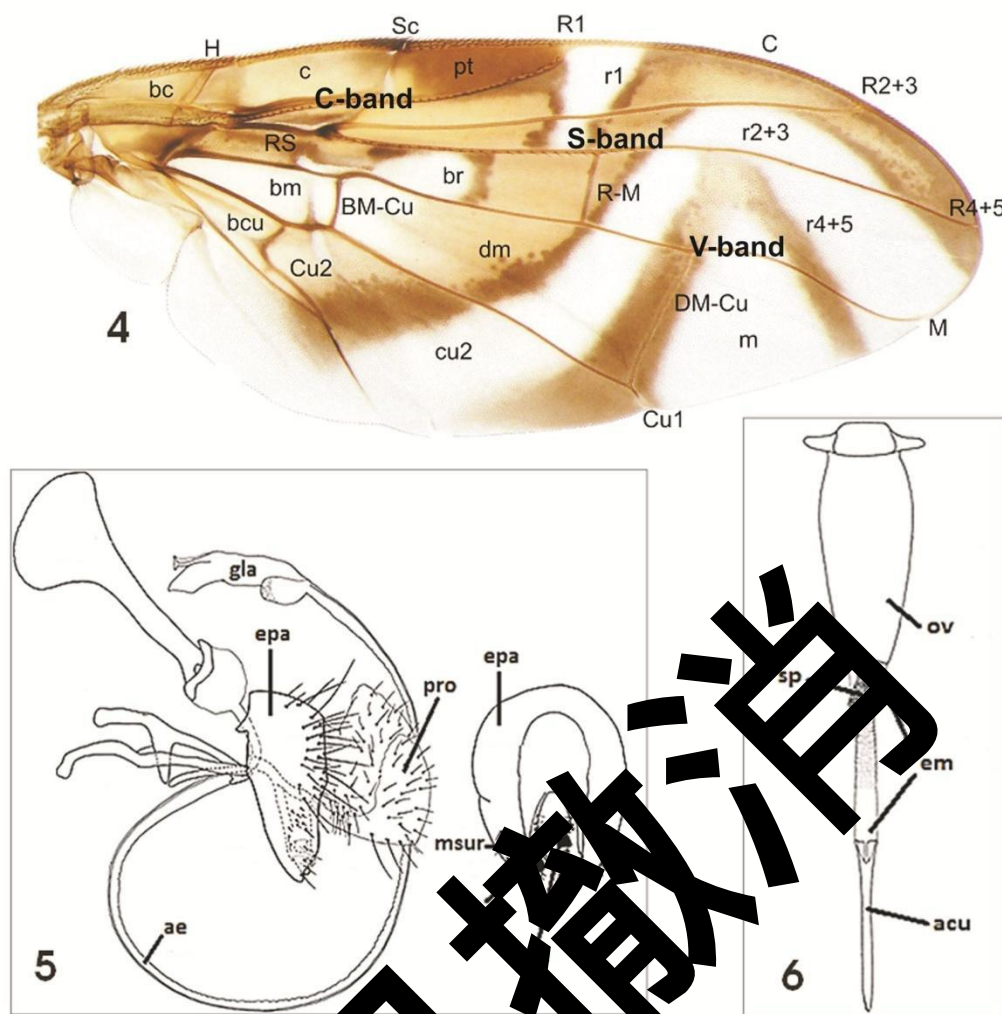 H
Sc
R1
C
bc
c
pt
r1
R2+3
C-band
S-band
r2+3
RS
br
R-M
bm
BM-Cu
r4+5
R4+5
bcu
dm
V-band
Cu2
DM-Cu
4
cu2
m
M
Cu1
gla
epa
pro
epa
msur
ae
5
ov
sp
em
acu
6
撤消